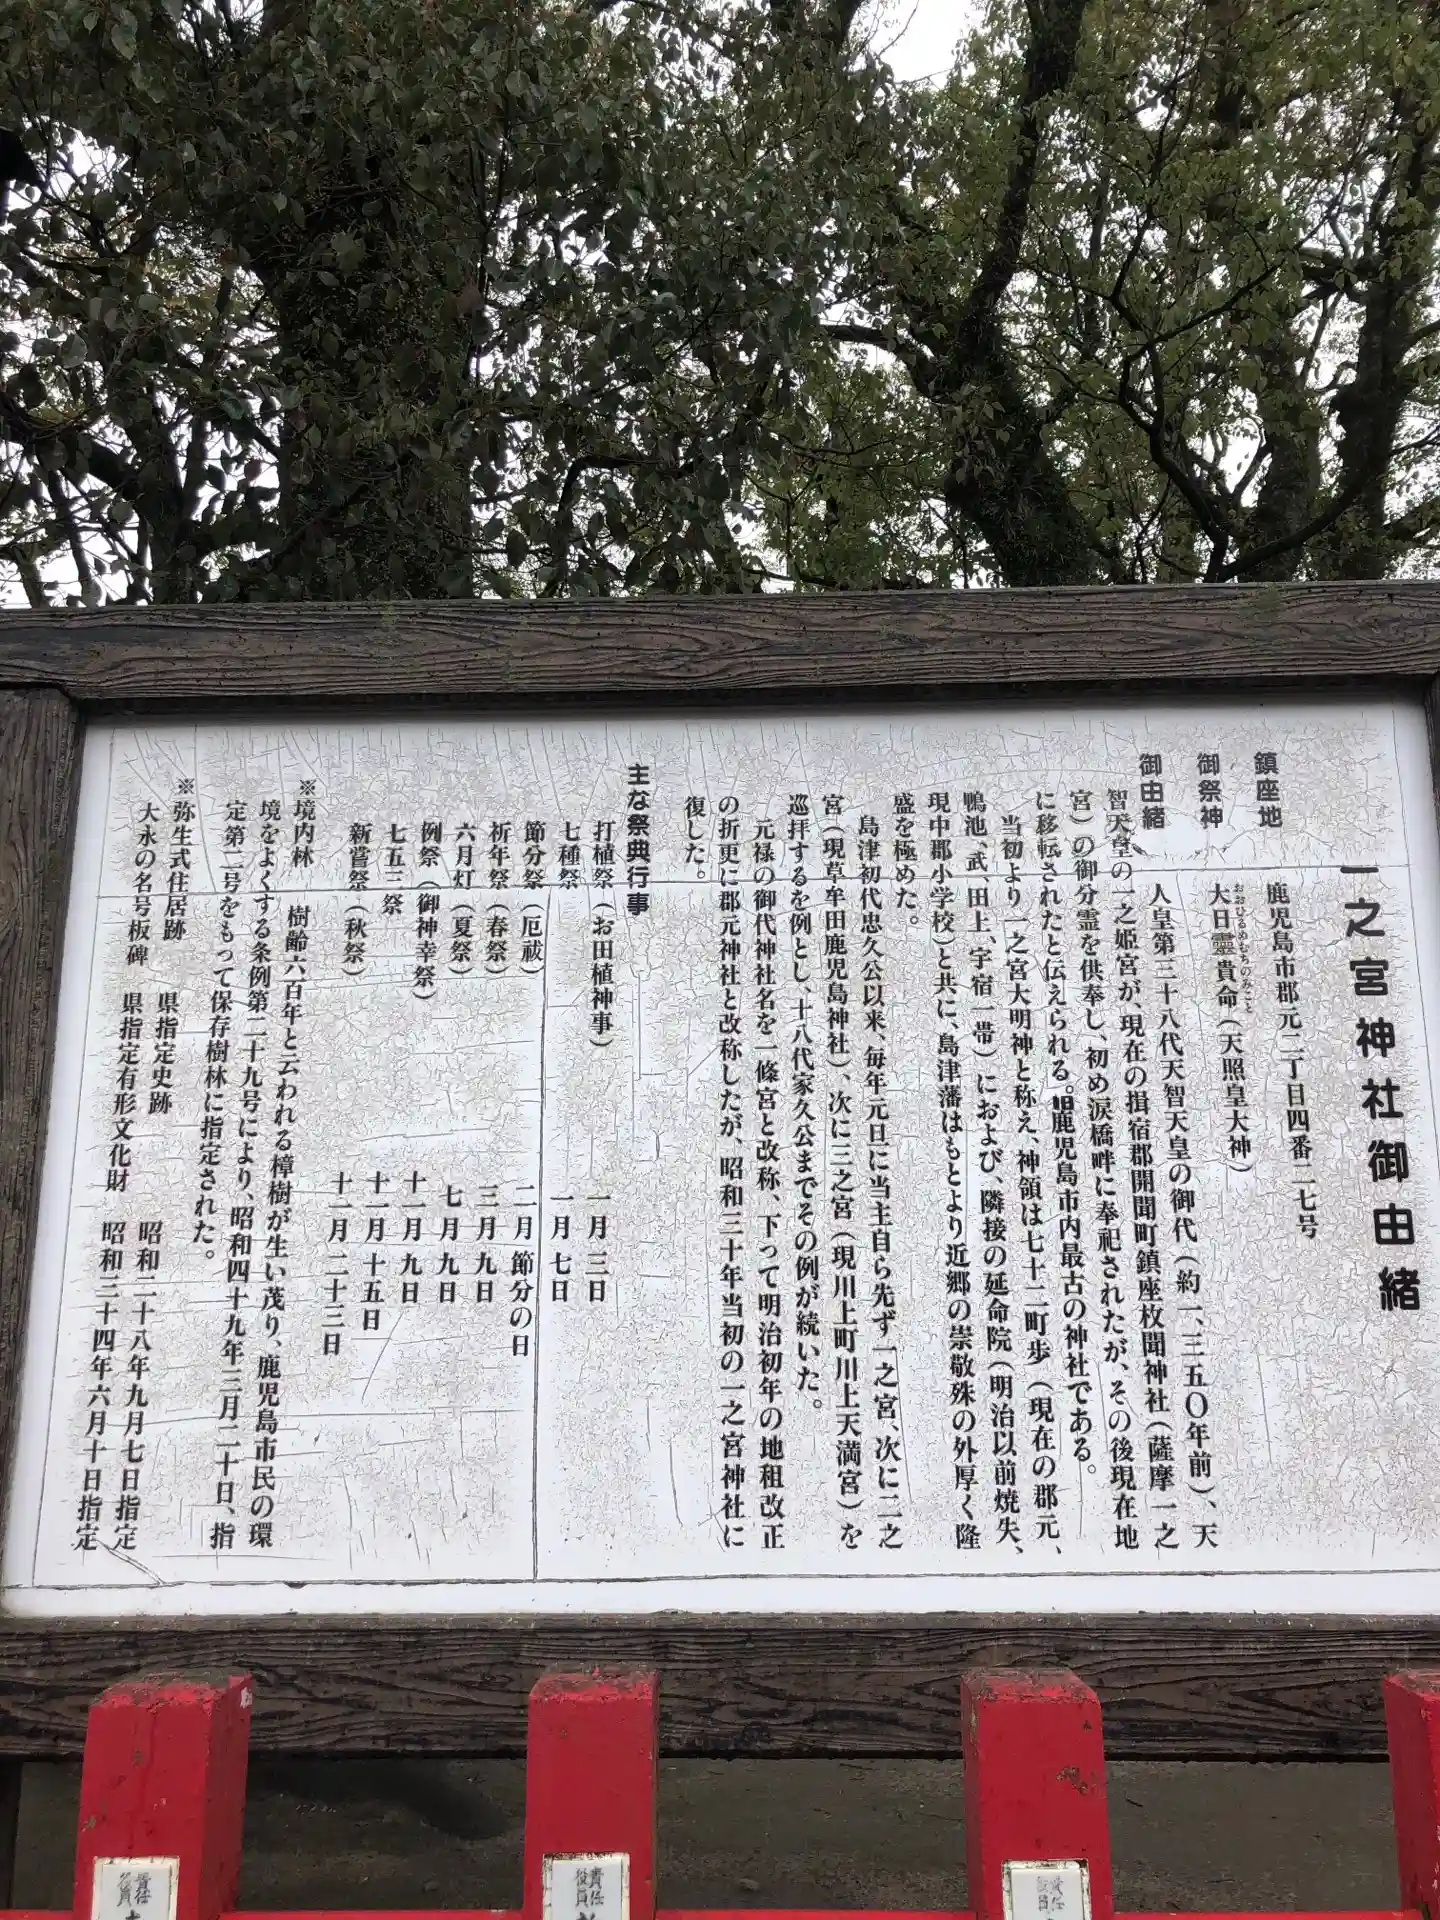 一之宮神社御由緒
鎮座地　鹿児島市郡元二丁目四番二七号
おおひるめむちのみこと
御祭神　大日靈貴命（天照皇大神）
御由緒　人皇第三十八代天智天皇の御代（約一、三五〇年前）、天
智天皇の一之姫宮が、現在の揖宿郡開聞町鎮座枚聞神社（薩摩一之
宮）の御分霊を供奉し、初め涙橋畔に奉祀されたが、その後現在地
に移転されたと伝えられる。旧鹿児島市内最古の神社である。
当初より一之宮大明神と称え、神領は七十二町歩（現在の郡元、
鴨池、武、田上、宇宿一帯）におよび、隣接の延命院（明治以前焼失、
現中郡小学校）と共に、島津藩はもとより近郷の崇敬殊の外厚く隆
盛を極めた。
島津初代忠久公以来、毎年元日に当主自ら先ず一之宮、次に二之
宮（現草牟田鹿児島神社）、次に三之宮（現川上町川上天満宮）を
巡拝するを例とし、十八代家久公までその例が続いた。
元禄の御代神社名を一條宮と改称、下って明治初年の地租改正
の折更に郡元神社と改称したが、昭和三十年当初の一之宮神社に
復した。
主な祭典行事
打植祭（お田植神事）　一月三日
七種祭　一月七日
節分祭（厄祓）　二月節分の日
祈年祭（春祭）　三月九日
六月灯（夏祭）　七月九日
例祭（御神幸祭）　十一月九日
七五三祭　十一月十五日
新嘗祭（秋祭）　十一月二十三日
※境内林　樹齢六百年と云われる樟樹が生い茂り、鹿児島市民の環
境をよくする条例第二十九号により、昭和四十九年三月二十日、指
定第二号をもって保存樹林に指定された。
※弥生式住居跡　県指定史跡　昭和二十八年九月七日指定
大永の名号板碑　県指定有形文化財　昭和三十四年六月十日指定
責任
役員
責任
役員
責任
役員